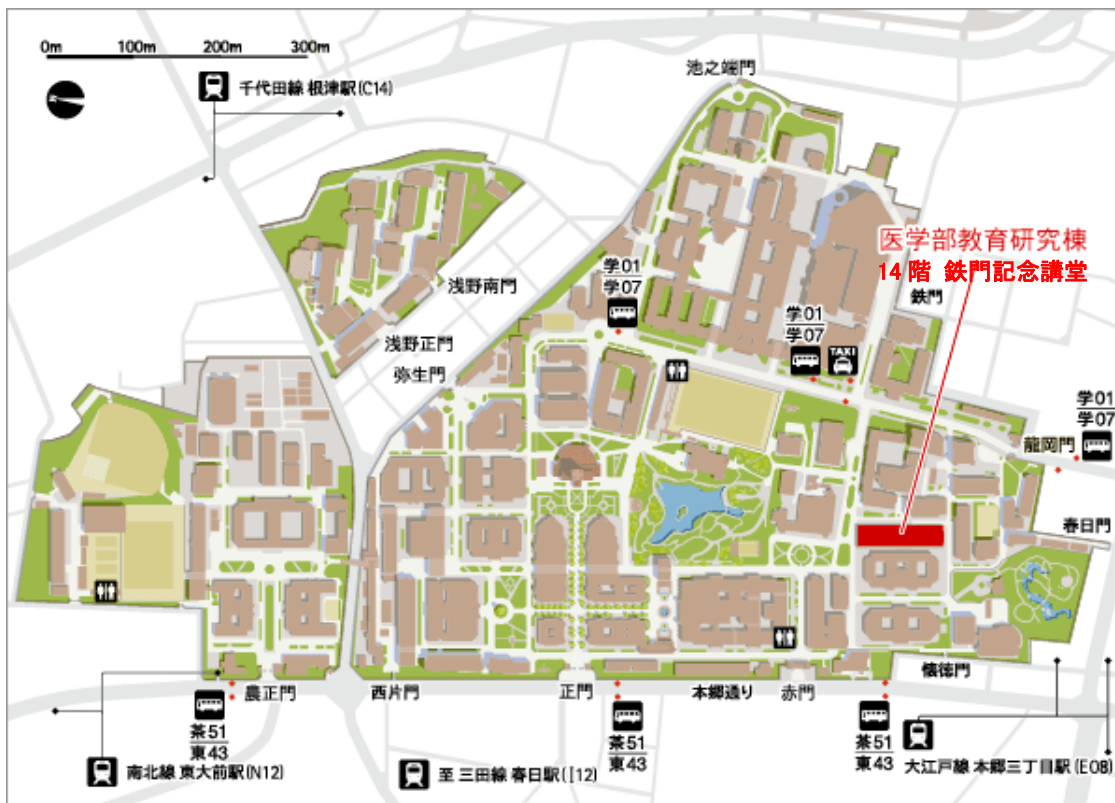 0m 100m 200m 300m
千代田線 根津駅(C14)
池之端門
医学部教育研究棟
14階 鉄門記念講堂
鉄門
学01
学07
浅野南門
学01
学07
TAXI
浅野正門
弥生門
学01
学07
龍岡門
春日門
懐徳門
農正門
西片門
正門
本郷通り
赤門
茶51
東43
茶51
東43
茶51
東43
南北線 東大前駅(N12)
至 三田線 春日駅(I12)
大江戸線 本郷三丁目駅(E08)